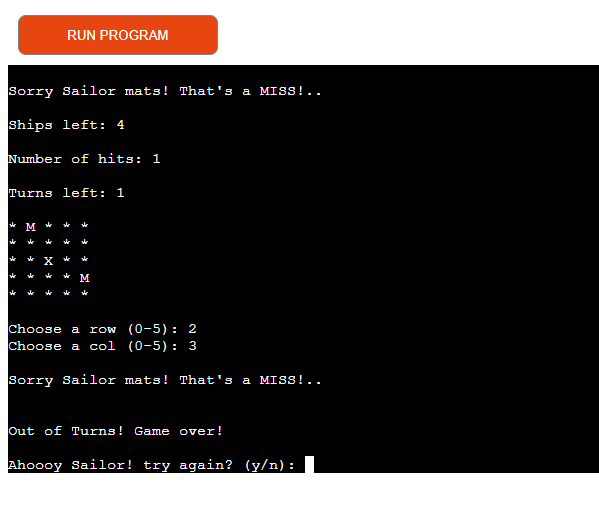 RUN PROGRAM
Sorry Sailor mats! That's a MISS!..
Ships left: 4
Number of hits: 1
Turns left: 1
* M * * *
* * * * *
* * X * *
* * * * M
* * * * *
Choose a row (0-5): 2
Choose a col (0-5): 3
Sorry Sailor mats! That's a MISS!..
Out of Turns! Game over!
Ahoooy Sailor! try again? (y/n):